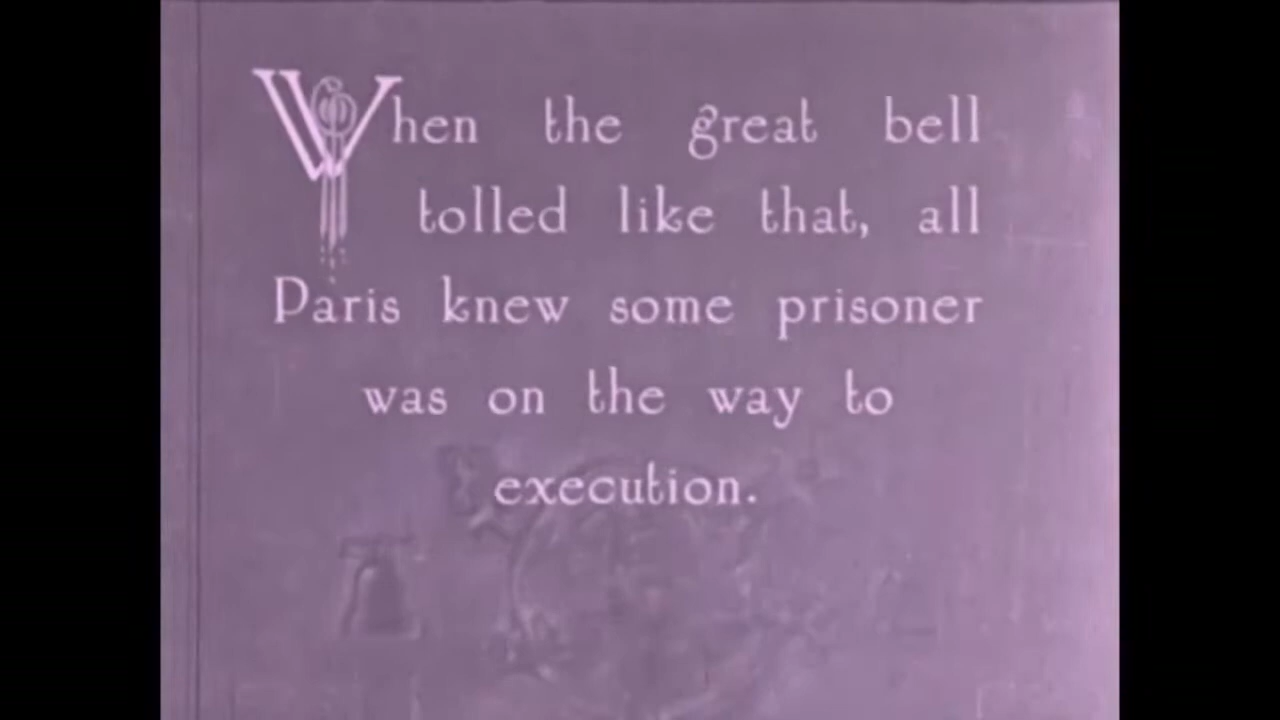 When the great bell
tolled like that, all
Paris knew some prisoner
was on the way to
execution.